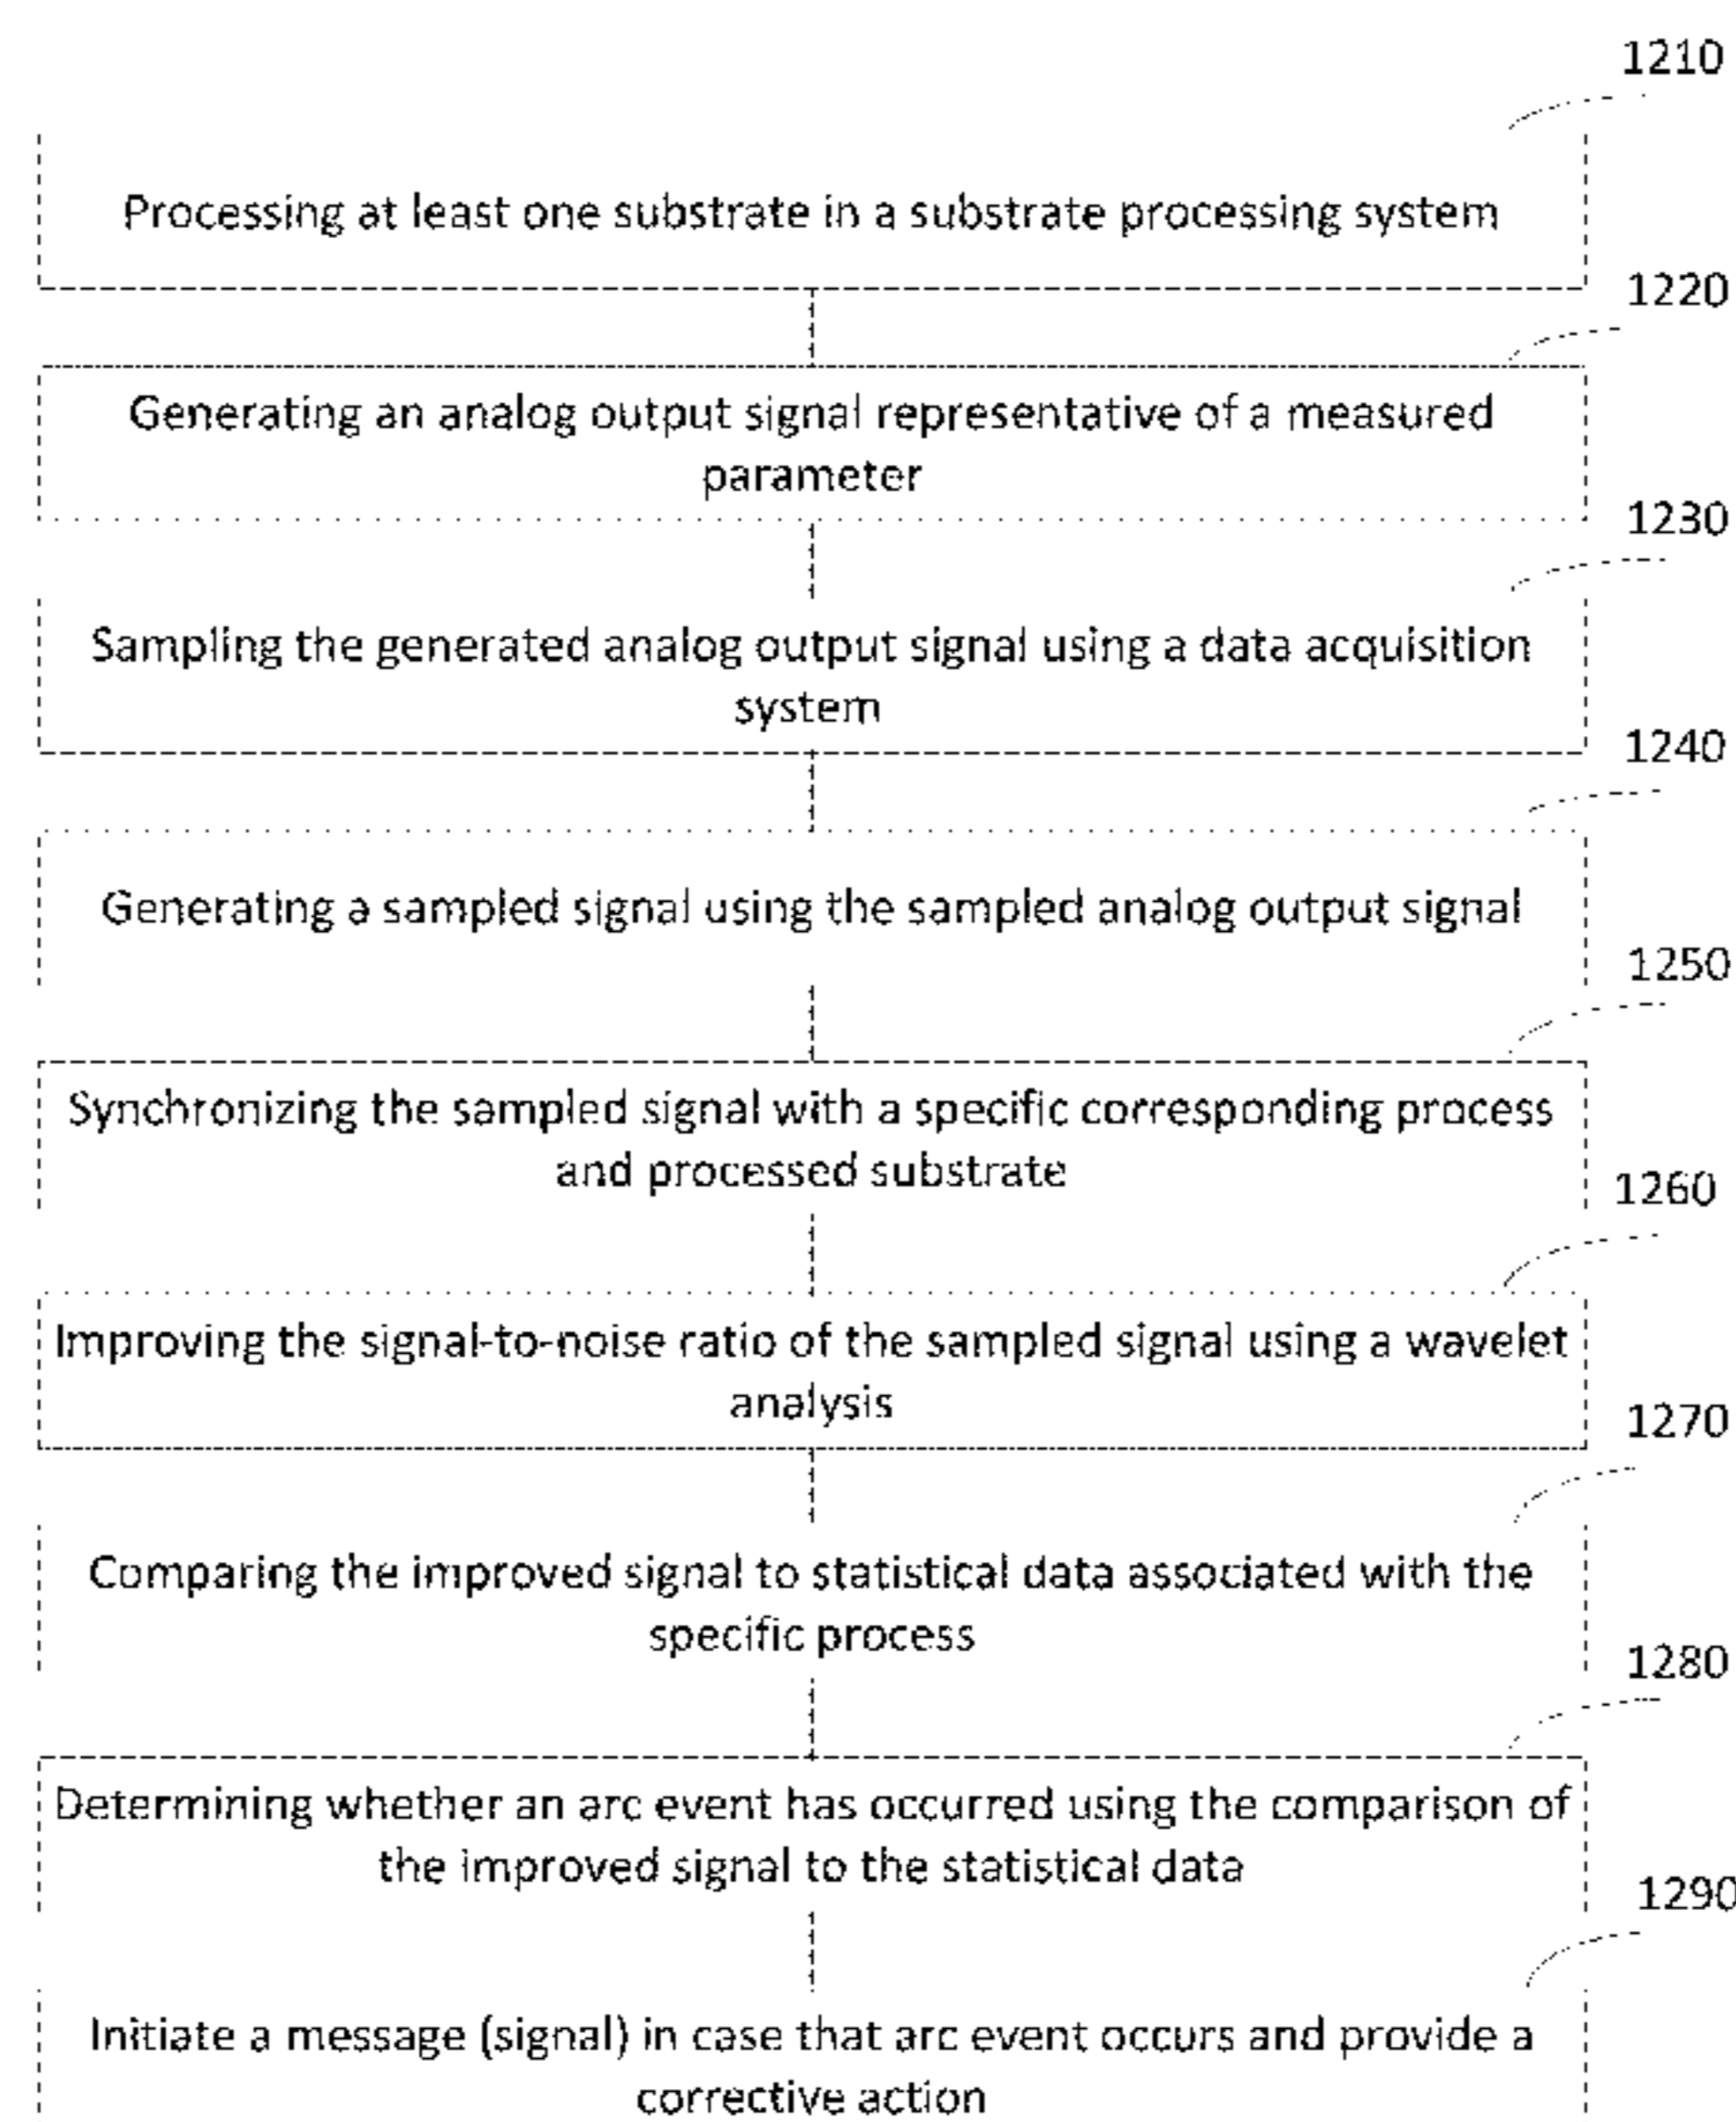 1210
Processing at least one substrate in a substrate processing system
1220
Generating an analog output signal representative of a measured
parameter
1230
Sampling the generated analog output signal using a data acquisition
system
1240
Generating a sampled signal using the sampled analog output signal
1250
Synchronizing the sampled signal with a specific corresponding process
and processed substrate
1260
Improving the signal-to-noise ratio of the sampled signal using a wavelet
analysis
1270
Comparing the improved signal to statistical data associated with the
specific process
1280
Determining whether an arc event has occurred using the comparison of
the improved signal to the statistical data
1290
Initiate a message (signal) in case that arc event occurs and provide a
corrective action